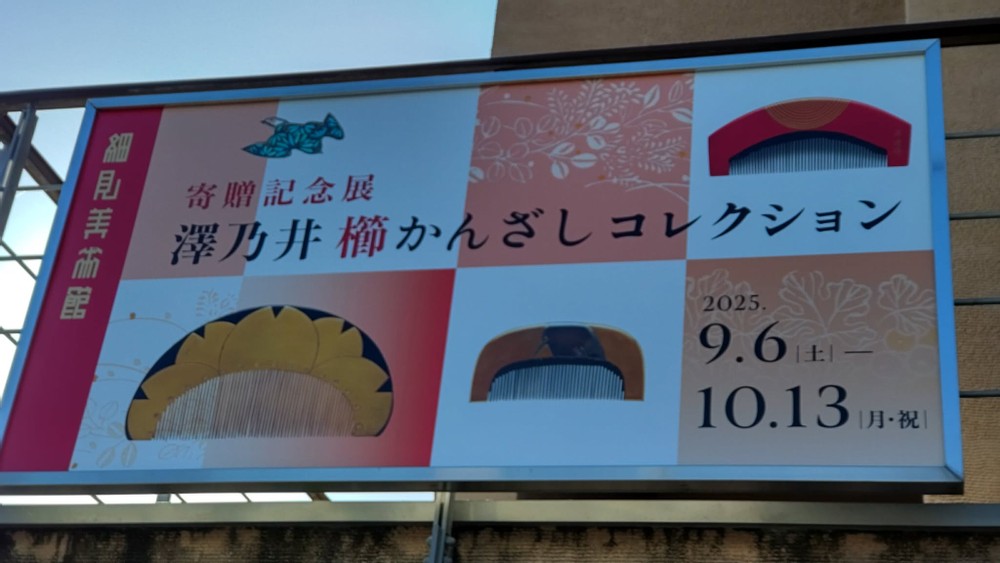 細見美術館
寄贈記念展
澤乃井 櫛かんざしコレクション
2025.
9.6|土|—
10.13|月・祝|